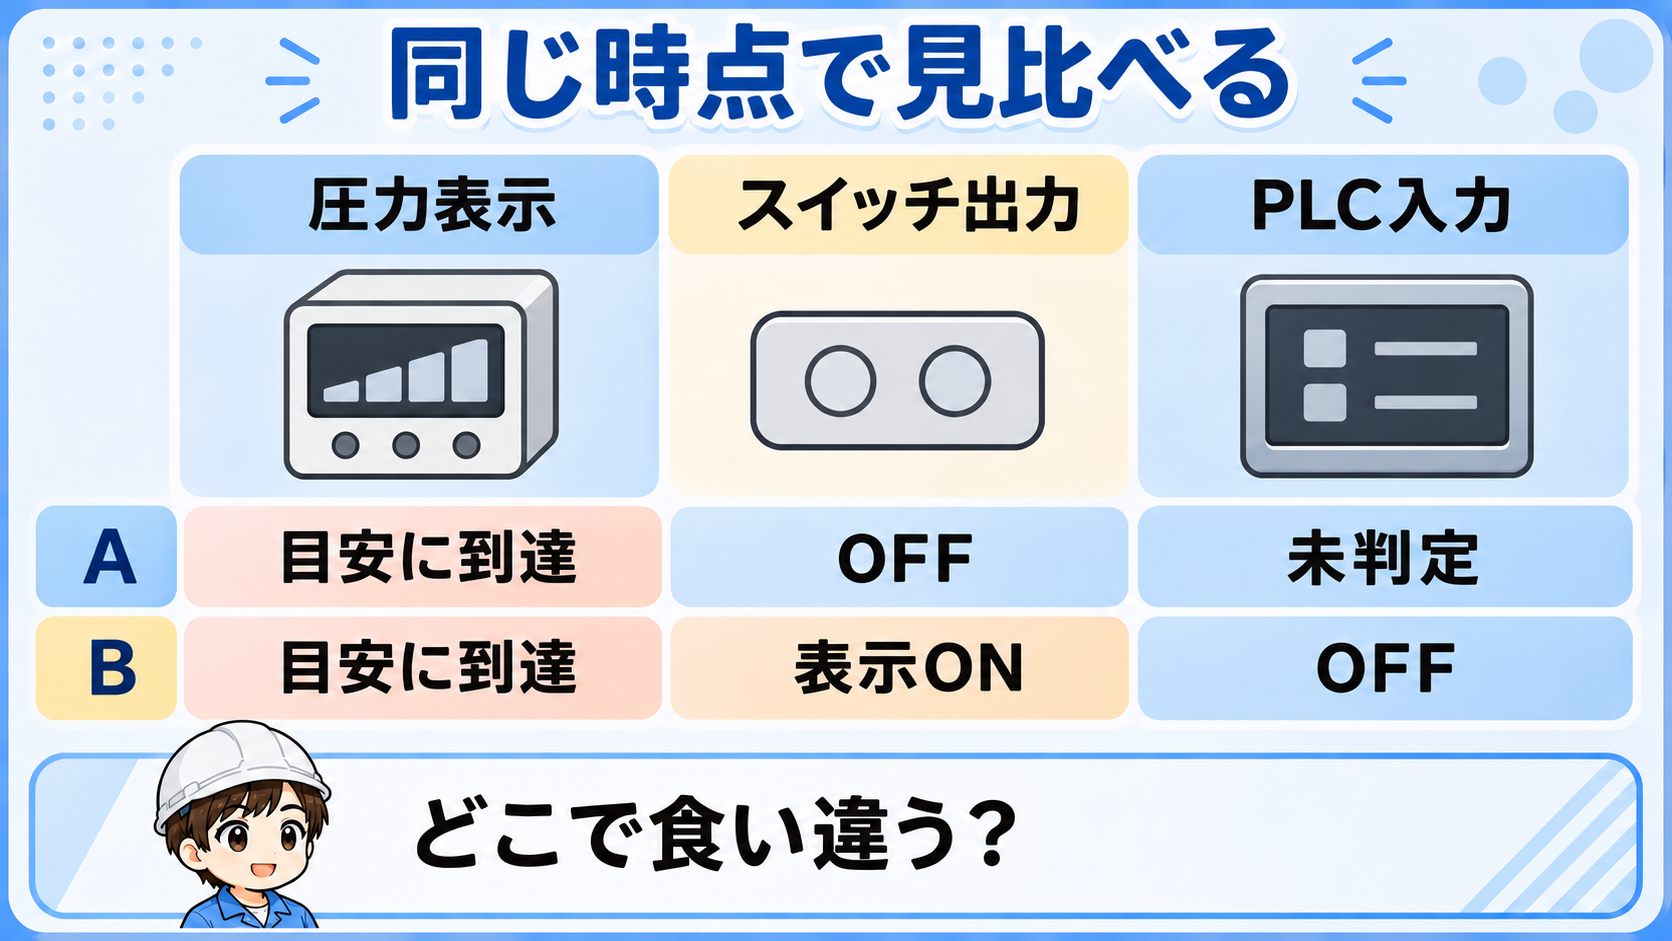 同じ時点で見比べる
圧力表示 スイッチ出力 PLC入力
A 目安に到達 OFF 未判定
B 目安に到達 表示ON OFF
どこで食い違う？